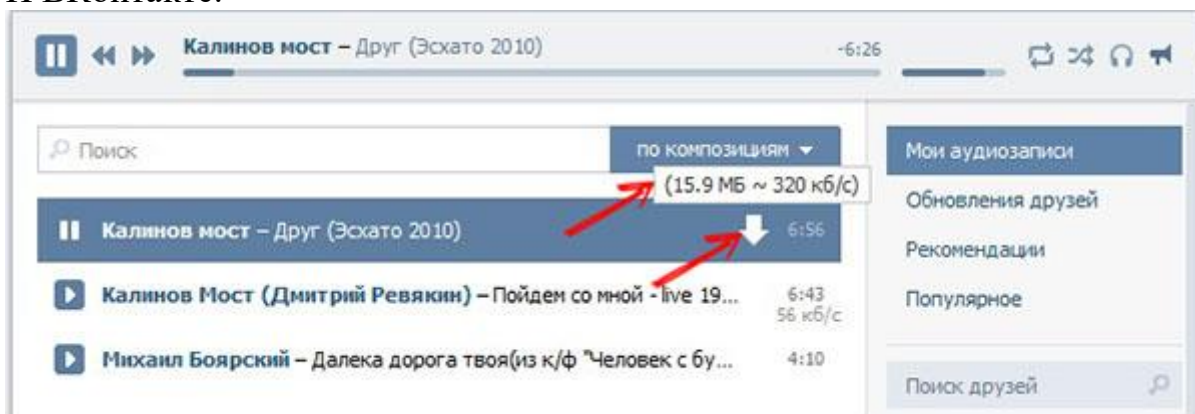 и ВКонтакте.
Калинов мост – Друг (Эсхато 2010) -6:26
Поиск
по композициям
(15.9 МБ ~ 320 кб/с)
Калинов мост – Друг (Эсхато 2010) 6:56
Калинов Мост (Дмитрий Ревякин) – Пойдем со мной - live 19... 6:43
56 кб/с
Михаил Боярский – Далека дорога твоя(из к/ф "Человек с бу... 4:10
Мои аудиозаписи
Обновления друзей
Рекомендации
Популярное
Поиск друзей